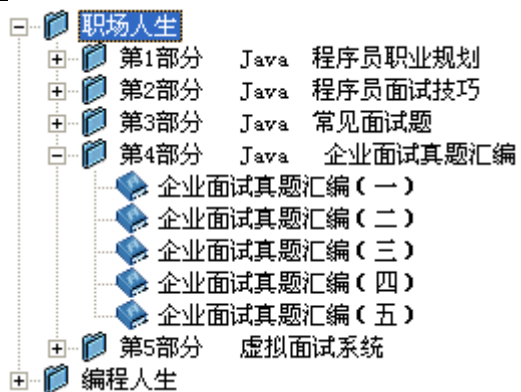 职场人生
第1部分 Java 程序员职业规划
第2部分 Java 程序员面试技巧
第3部分 Java 常见面试题
第4部分 Java 企业面试真题汇编
企业面试真题汇编(一)
企业面试真题汇编(二)
企业面试真题汇编(三)
企业面试真题汇编(四)
企业面试真题汇编(五)
第5部分 虚拟面试系统
编程人生